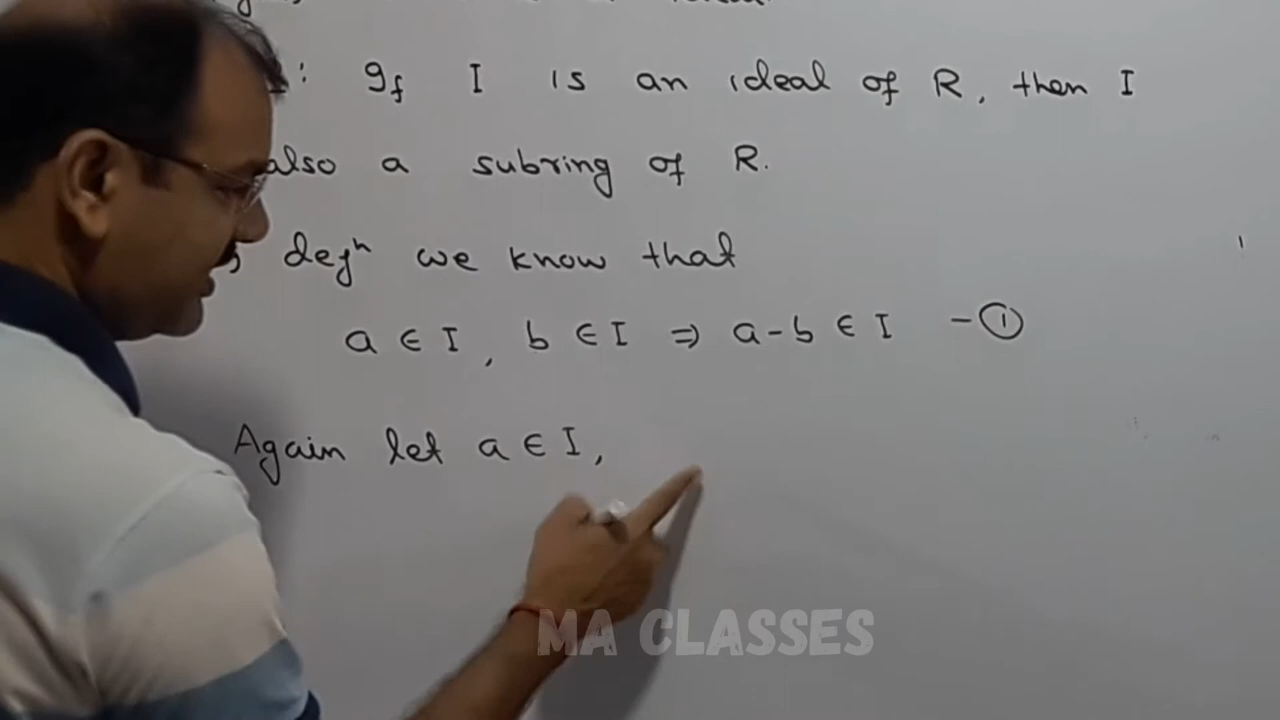 : If I is an ideal of R, then I
also a subring of R.
defn we know that
a ∈ I, b ∈ I ⇒ a-b ∈ I - ①
Again let a ∈ I,
MA CLASSES